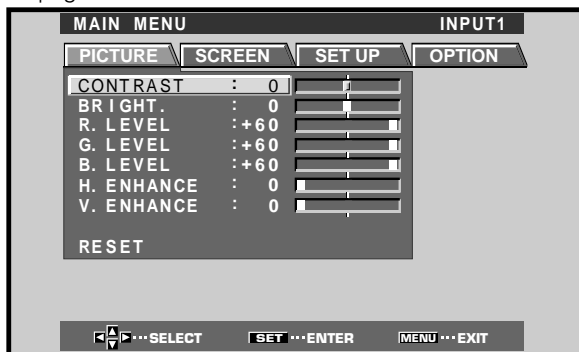 MAIN MENU INPUT1
PICTURE SCREEN SET UP OPTION
CONTRAST : 0
BRIGHT. : 0
R. LEVEL :+60
G. LEVEL :+60
B. LEVEL :+60
H. ENHANCE : 0
V. ENHANCE : 0
RESET
SELECT SET ENTER MENU EXIT